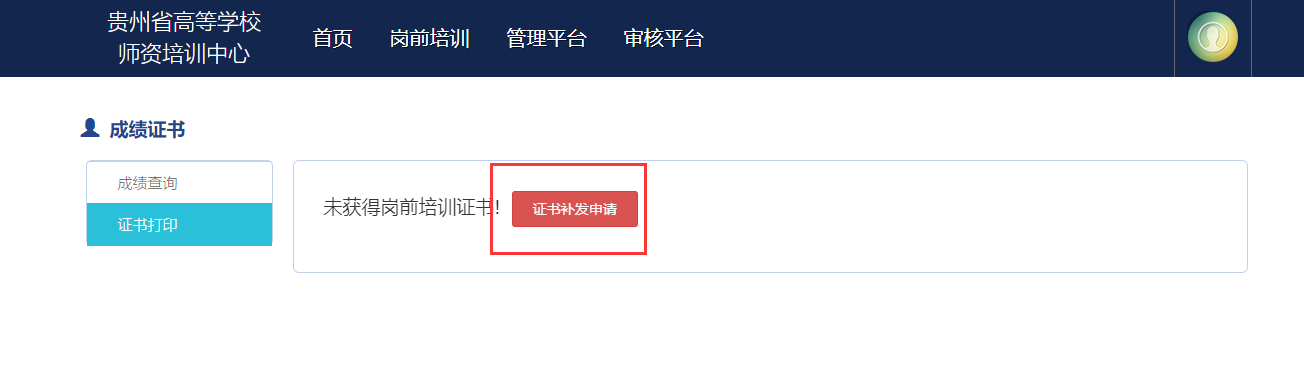 贵州省高等学校
师资培训中心
首页 岗前培训 管理平台 审核平台
成绩证书
成绩查询
证书打印
未获得岗前培训证书! 证书补发申请